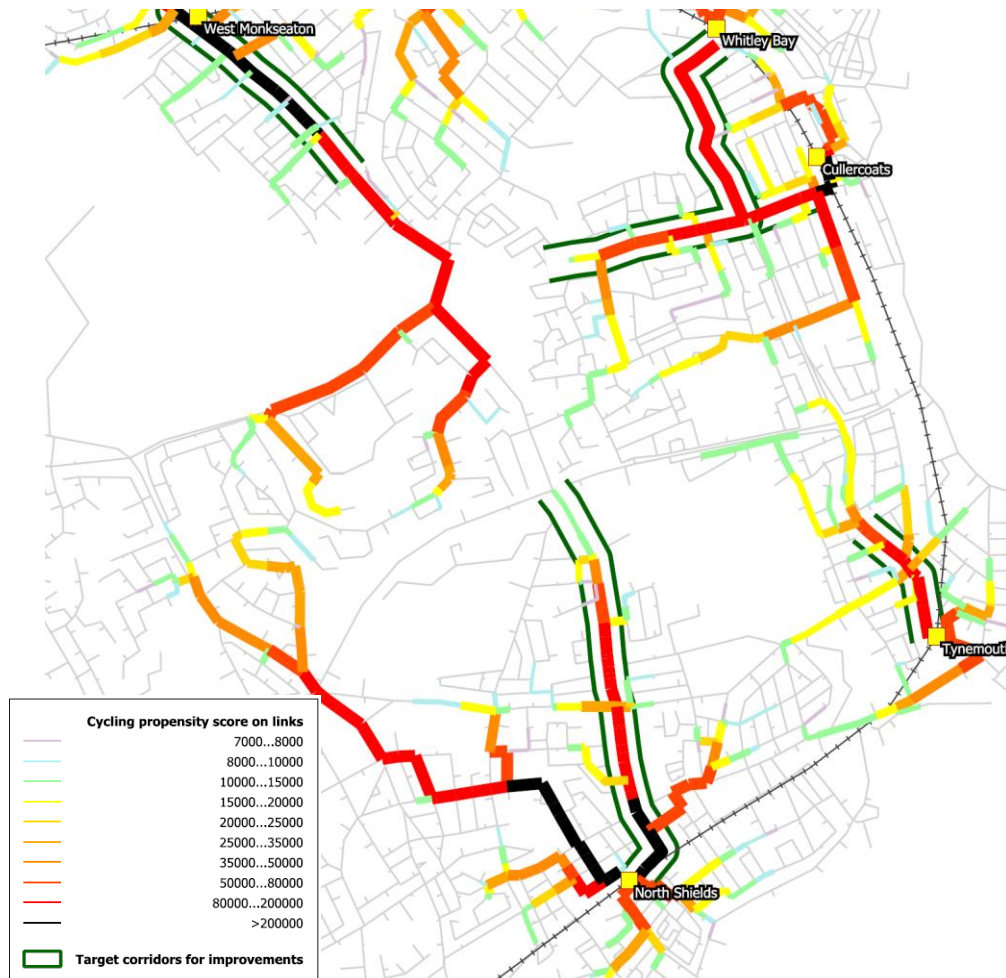 West Monkseaton
Whitley Bay
Cullercoats
Tynemouth
North Shields
Cycling propensity score on links
7000...8000
8000...10000
10000...15000
15000...20000
20000...25000
25000...35000
35000...50000
50000...80000
80000...200000
>200000
Target corridors for improvements